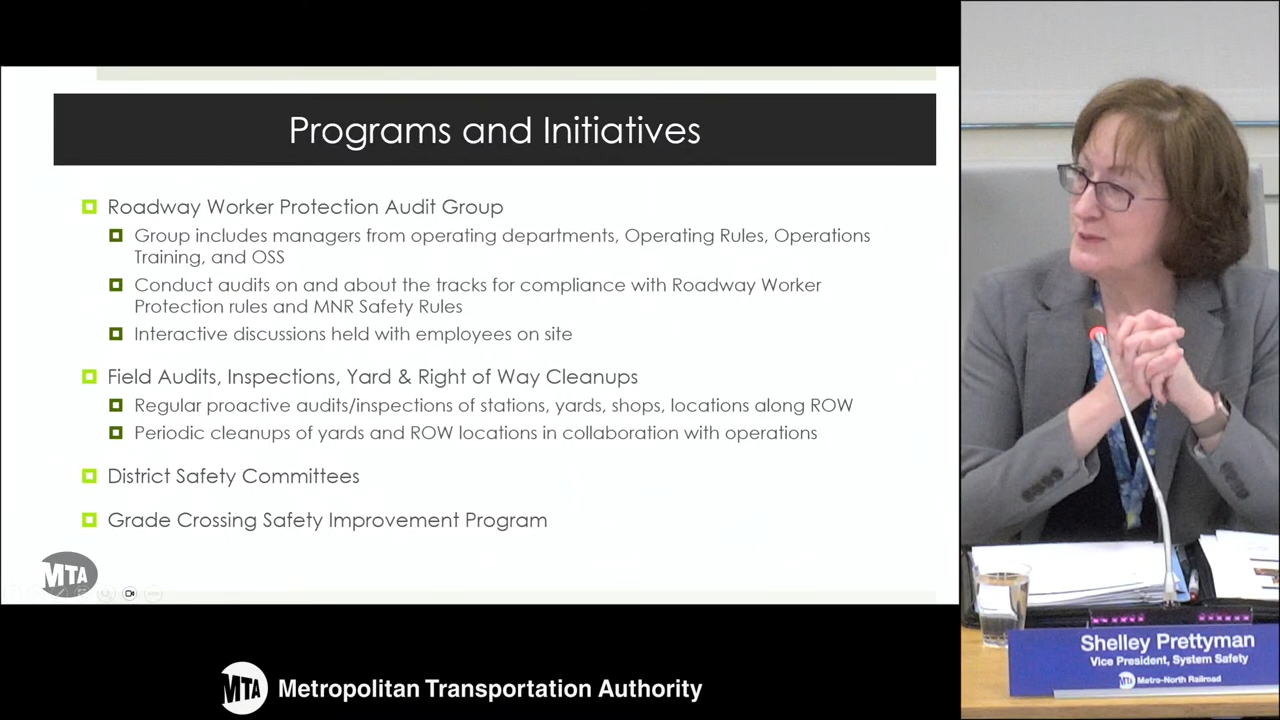 Programs and Initiatives
Roadway Worker Protection Audit Group
Group includes managers from operating departments, Operating Rules, Operations
Training, and OSS
Conduct audits on and about the tracks for compliance with Roadway Worker
Protection rules and MNR Safety Rules
Interactive discussions held with employees on site
Field Audits, Inspections, Yard & Right of Way Cleanups
Regular proactive audits/inspections of stations, yards, shops, locations along ROW
Periodic cleanups of yards and ROW locations in collaboration with operations
District Safety Committees
Grade Crossing Safety Improvement Program
MTA
Shelley Prettyman
Vice President, System Safety
MTA Metro-North Railroad
MTA Metropolitan Transportation Authority